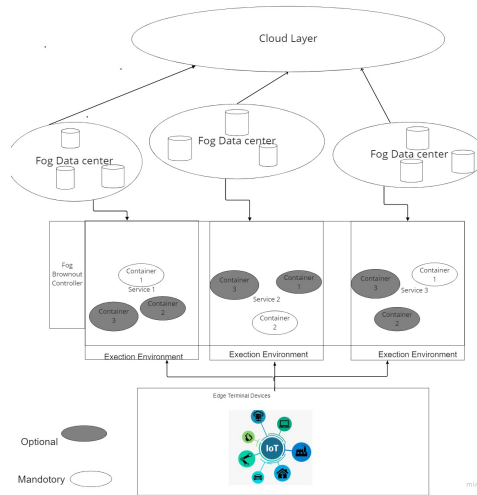 Cloud Layer
Fog Data center
Fog Data center
Fog Data center
Fog
Brownout
Controller
Container
1
Service 1
Container
3
Container
2
Exection Environment
Container
3
Container
1
Service 2
Container
2
Exection Environment
Container
3
Container
1
Service 3
Container
2
Exection Environment
Edge Terminal Devices
IoT
Optional
Mandotory